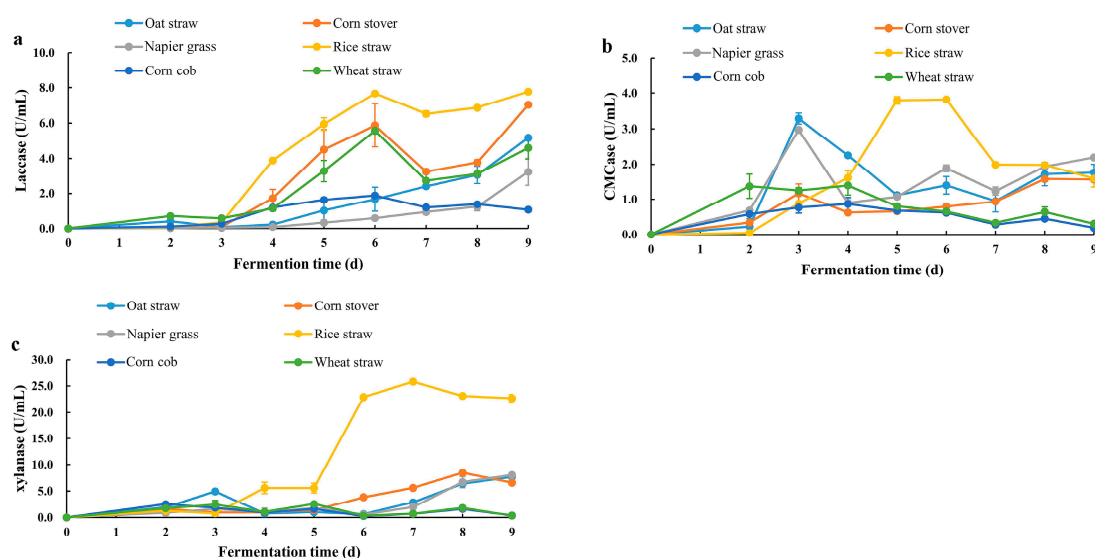 a
Oat straw Corn stover
Napier grass Rice straw
Corn cob Wheat straw
Laccase (U/mL)
10.0
8.0
6.0
4.0
2.0
0.0
0 1 2 3 4 5 6 7 8 9
Fermention time (d)
b
Oat straw Corn stover
Napier grass Rice straw
Corn cob Wheat straw
CMCase (U/mL)
5.0
4.0
3.0
2.0
1.0
0.0
0 1 2 3 4 5 6 7 8 9
Fermentation time (d)
c
Oat straw Corn stover
Napier grass Rice straw
Corn cob Wheat straw
xylanase (U/mL)
30.0
25.0
20.0
15.0
10.0
5.0
0.0
0 1 2 3 4 5 6 7 8 9
Fermentation time (d)